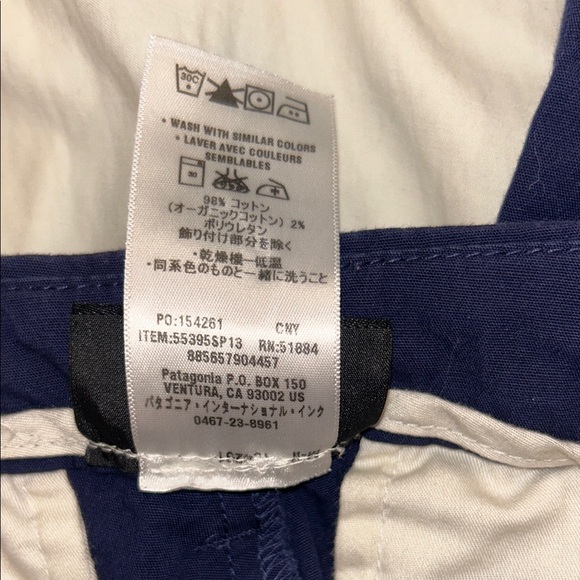 30C
• WASH WITH SIMILAR COLORS
• LAVER AVEC COULEURS
SEMBLABLES
30
98% コットン
(オーガニックコットン) 2%
ポリウレタン
飾り付け部分を除く
・乾燥機一低温
・同系色のものと一緒に洗うこと
PO:154261 CNY
ITEM:55395SP13 RN:51884
885657904457
Patagonia P.O. BOX 150
VENTURA, CA 93002 US
パタゴニア・インターナショナル・インク
0467-23-8961